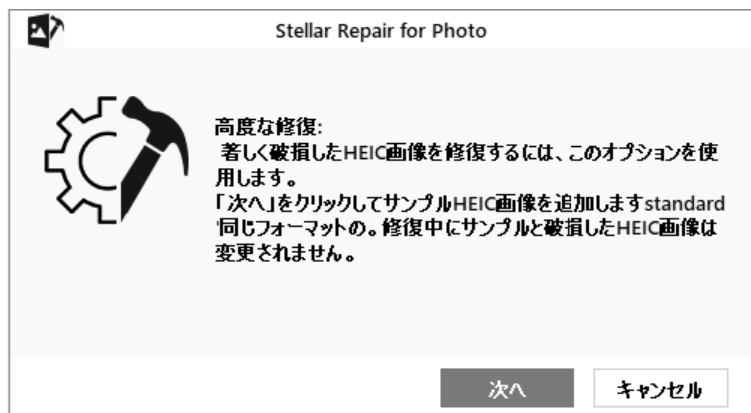 Stellar Repair for Photo
高度な修復:
著しく破損したHEIC画像を修復するには、このオプションを使
用します。
「次へ」をクリックしてサンプルHEIC画像を追加しますstandard
同じフォーマットの。修復中にサンプルと破損したHEIC画像は
変更されません。
次へ
キャンセル